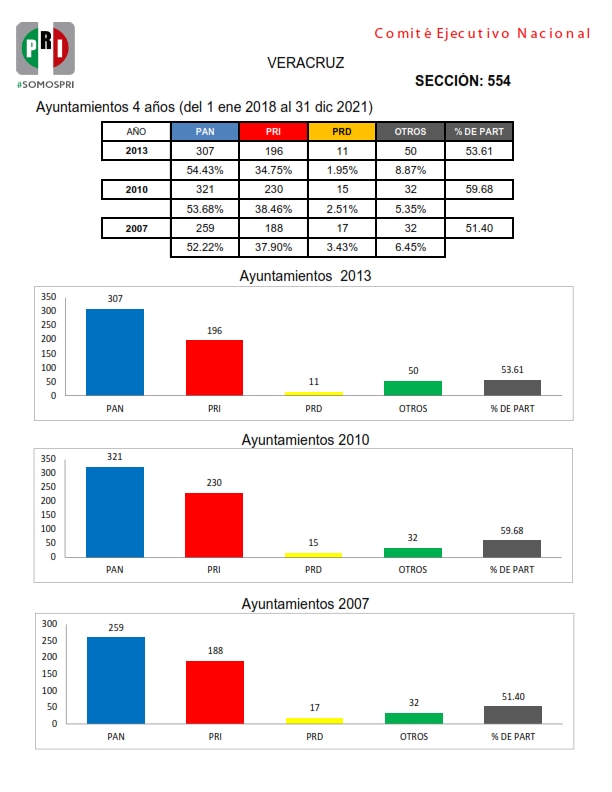 Comité Ejecutivo Nacional
PRI
#SOMOSPRI
VERACRUZ
SECCIÓN: 554
Ayuntamientos 4 años (del 1 ene 2018 al 31 dic 2021)
AÑO PAN PRI PRD OTROS % DE PART
2013 307 196 11 50 53.61
54.43% 34.75% 1.95% 8.87%
2010 321 230 15 32 59.68
53.68% 38.46% 2.51% 5.35%
2007 259 188 17 32 51.40
52.22% 37.90% 3.43% 6.45%
Ayuntamientos 2013
350
300
250
200
150
100
50
0
307 196 11 50 53.61
PAN PRI PRD OTROS % DE PART
Ayuntamientos 2010
350
300
250
200
150
100
50
0
321 230 15 32 59.68
PAN PRI PRD OTROS % DE PART
Ayuntamientos 2007
300
250
200
150
100
50
0
259 188 17 32 51.40
PAN PRI PRD OTROS % DE PART